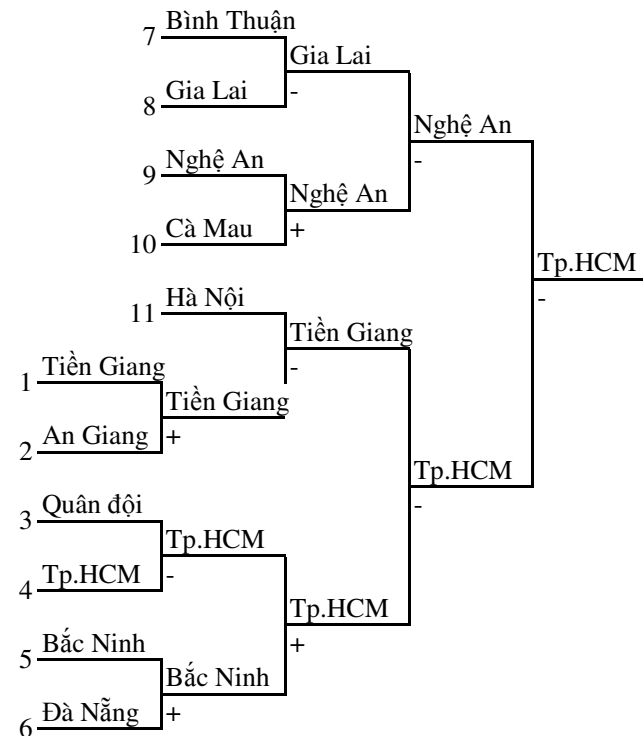 7 Bình Thuận
Gia Lai
-
8 Gia Lai
Nghệ An
-
9 Nghệ An
Nghệ An
+
10 Cà Mau
Tp.HCM
-
11 Hà Nội
Tiền Giang
-
1 Tiền Giang
Tiền Giang
+
2 An Giang
Tp.HCM
-
3 Quân đội
Tp.HCM
-
4 Tp.HCM
Tp.HCM
+
5 Bắc Ninh
Bắc Ninh
+
6 Đà Nẵng